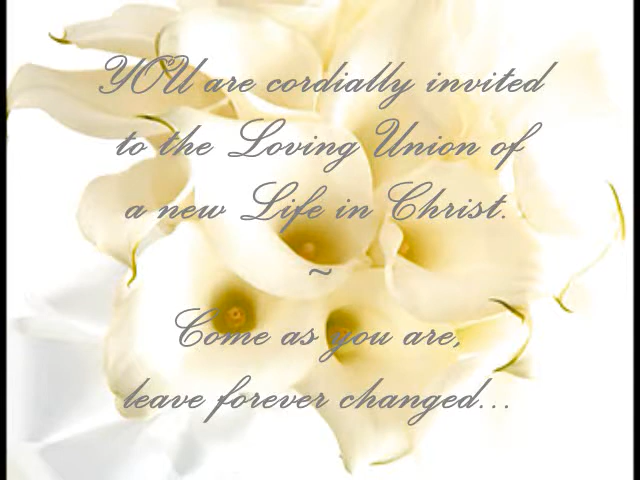 YOU are cordially invited
to the Loving Union of
a new Life in Christ.
~
Come as you are,
leave forever changed...